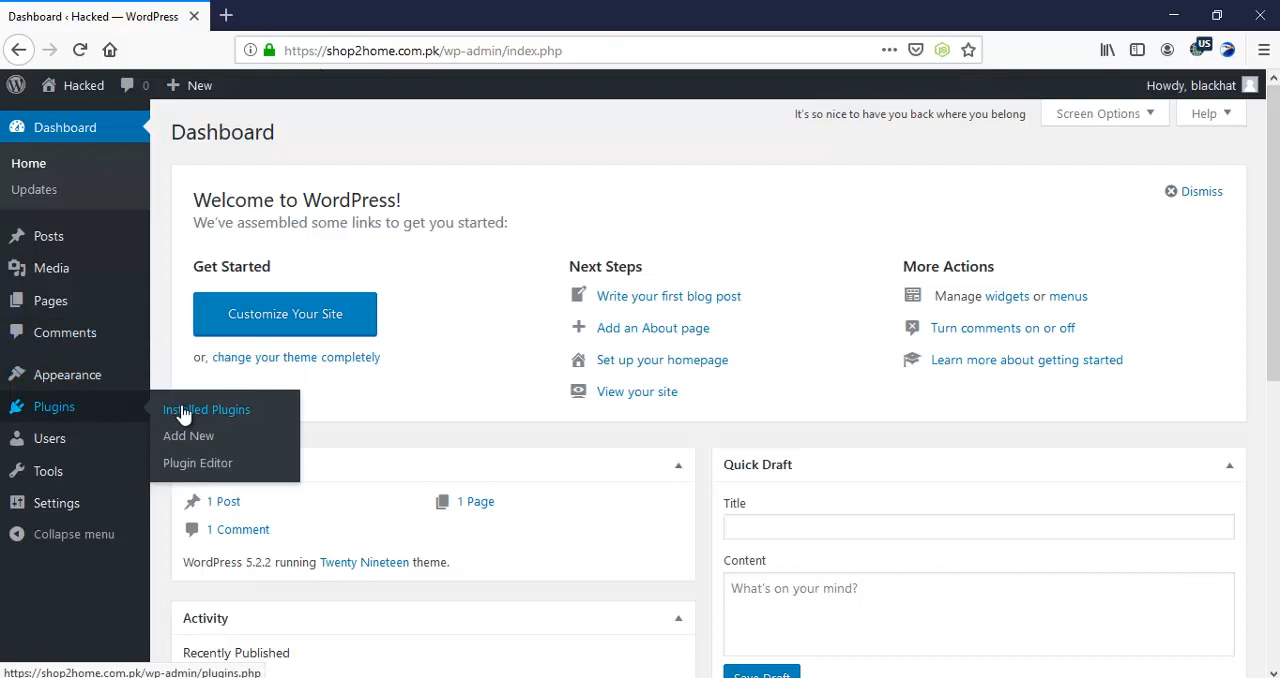 Dashboard ‹ Hacked — WordPress
https://shop2home.com.pk/wp-admin/index.php
US
Hacked
0
New
Howdy, blackhat
Dashboard
Home
Updates
Posts
Media
Pages
Comments
Appearance
Plugins
Users
Tools
Settings
Collapse menu
Installed Plugins
Add New
Plugin Editor
It's so nice to have you back where you belong
Screen Options
Help
Dashboard
Welcome to WordPress!
Dismiss
We've assembled some links to get you started:
Get Started
Customize Your Site
or, change your theme completely
Next Steps
Write your first blog post
Add an About page
Set up your homepage
View your site
More Actions
Manage widgets or menus
Turn comments on or off
Learn more about getting started
1 Post
1 Page
1 Comment
WordPress 5.2.2 running Twenty Nineteen theme.
Activity
Recently Published
Quick Draft
Title
Content
What's on your mind?
Save Draft
https://shop2home.com.pk/wp-admin/plugins.php